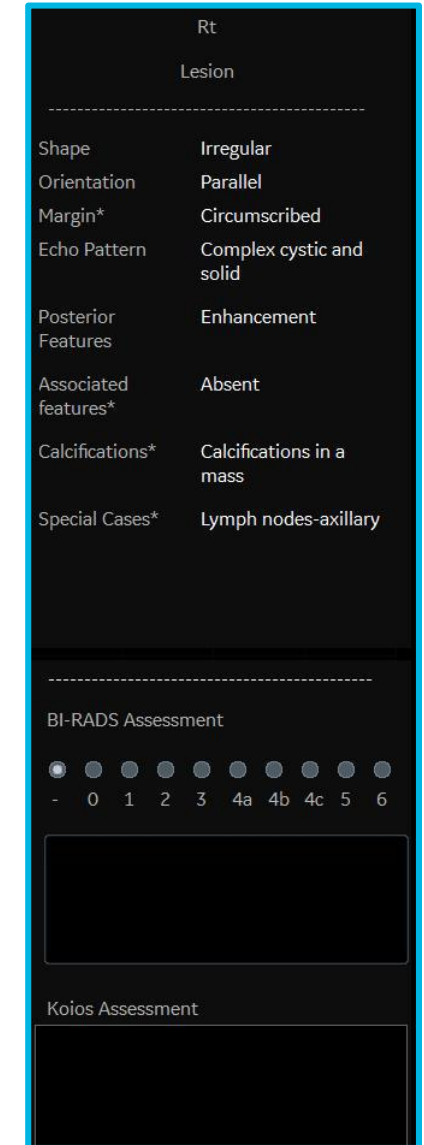 Rt
Lesion
------------------------------------------
Shape Irregular
Orientation Parallel
Margin* Circumscribed
Echo Pattern Complex cystic and
solid
Posterior Enhancement
Features
Associated Absent
features*
Calcifications* Calcifications in a
mass
Special Cases* Lymph nodes-axillary
-------------------------------------------
BI-RADS Assessment
- 0 1 2 3 4a 4b 4c 5 6
Koios Assessment